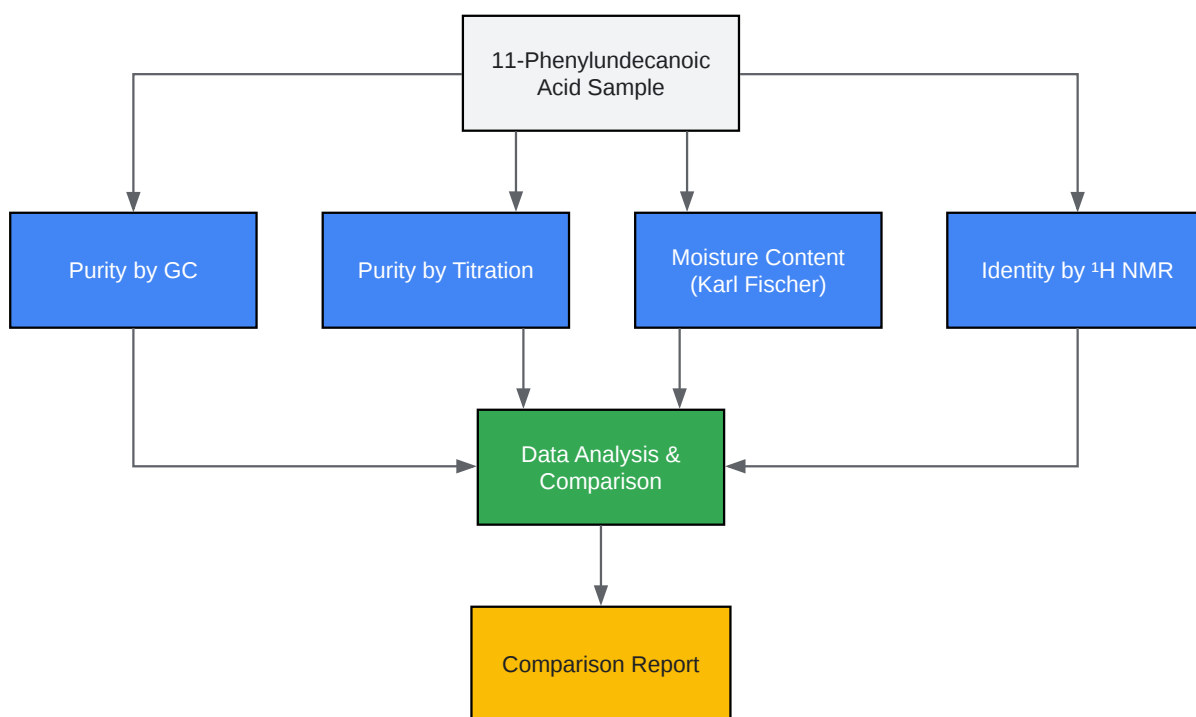 11-Phenylundecanoic
Acid Sample
Purity by GC
Purity by Titration
Moisture Content
(Karl Fischer)
Identity by ¹H NMR
Data Analysis &
Comparison
Comparison Report